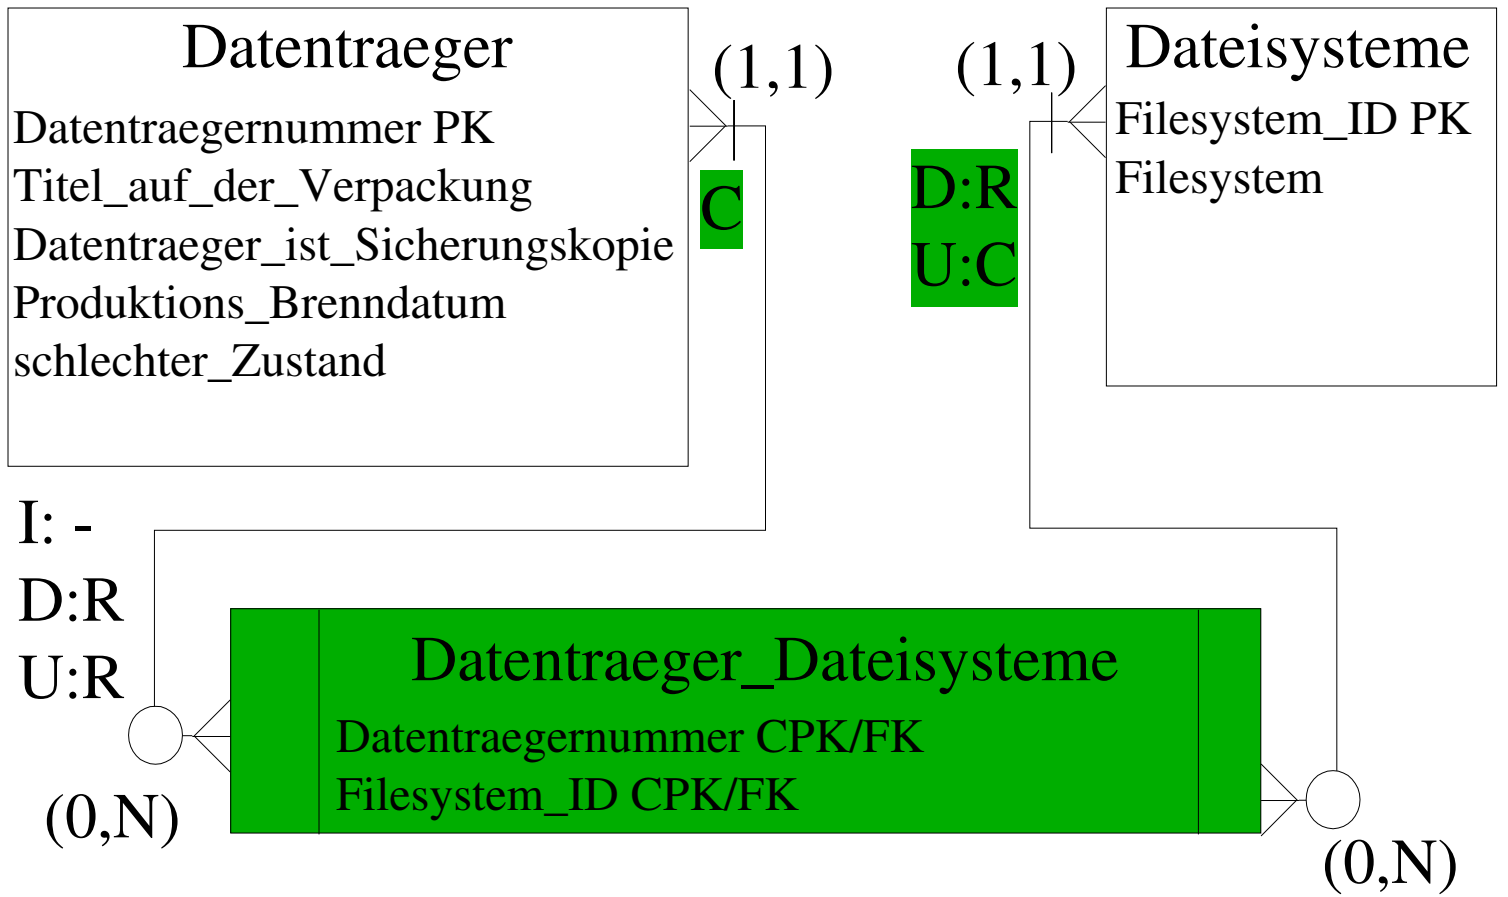 Datentraeger
Datentraegernummer PK
Titel_auf_der_Verpackung
Datentraeger_ist_Sicherungskopie
Produktions_Brenndatum
schlechter_Zustand
(1,1)
C
(1,1)
D:R
U:C
Dateisysteme
Filesystem_ID PK
Filesystem
I: -
D:R
U:R
(0,N)
Datentraeger_Dateisysteme
Datentraegernummer CPK/FK
Filesystem_ID CPK/FK
(0,N)